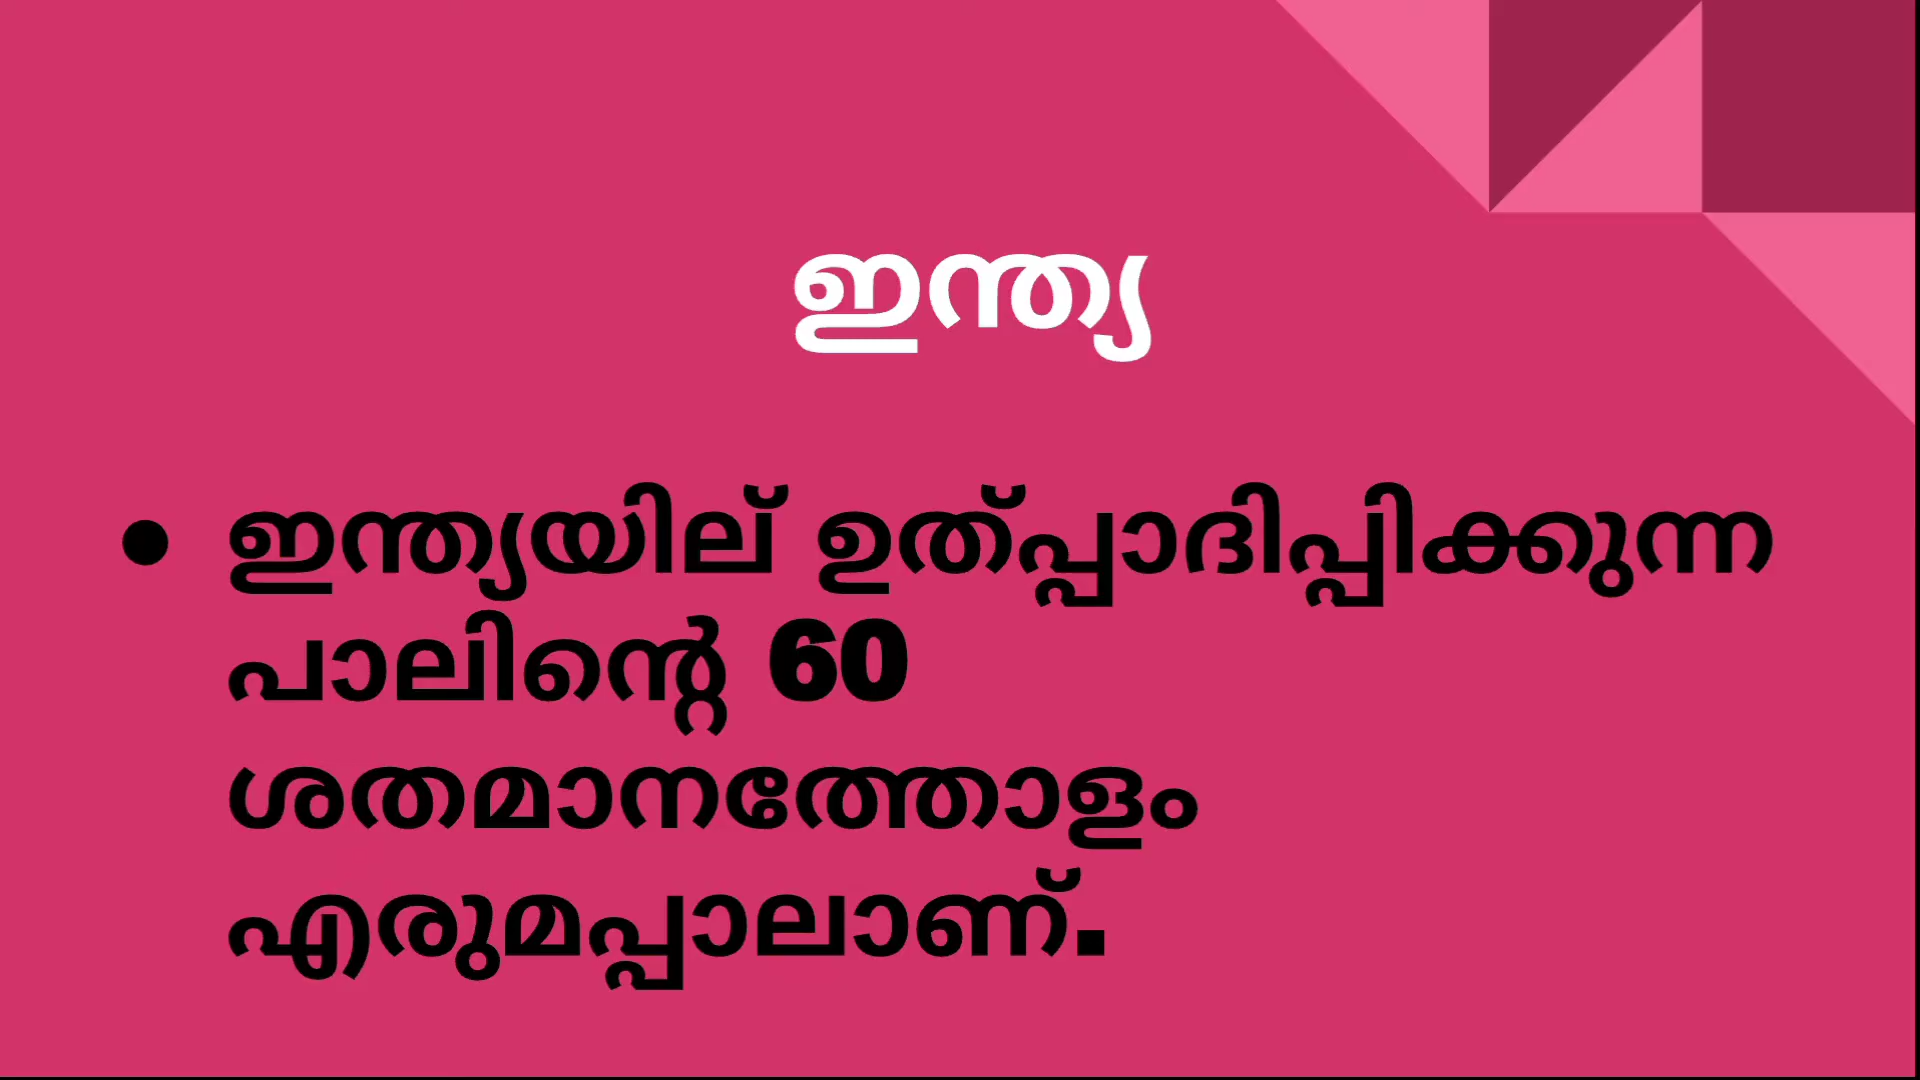 ഇന്ത്യ
● ഇന്ത്യയില് ഉത്പ്പാദിപ്പിക്കുന്ന
പാലിന്റെ 60
ശതമാനത്തോളം
എരുമപ്പാലാണ്.